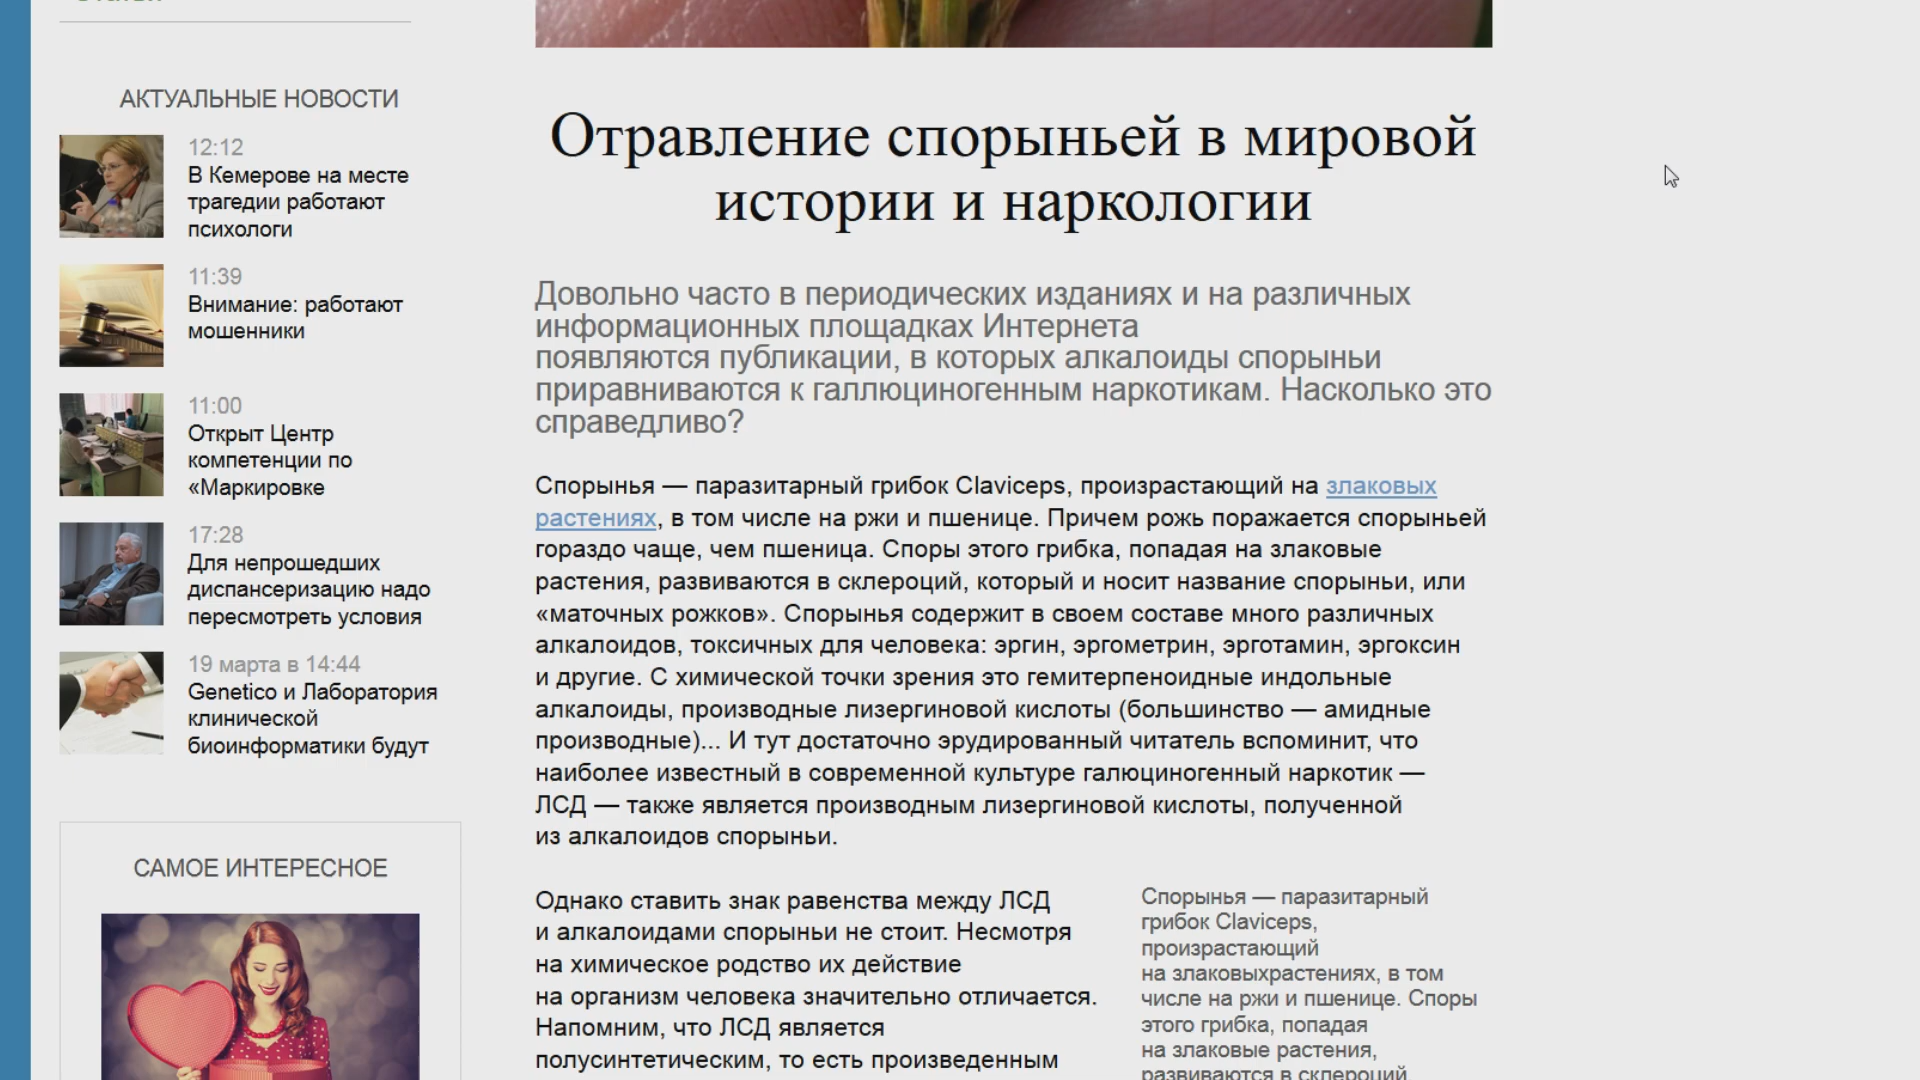 АКТУАЛЬНЫЕ НОВОСТИ
12:12
В Кемерове на месте
трагедии работают
психологи
11:39
Внимание: работают
мошенники
11:00
Открыт Центр
компетенции по
«Маркировке
17:28
Для непрошедших
диспансеризацию надо
пересмотреть условия
19 марта в 14:44
Genetico и Лаборатория
клинической
биоинформатики будут
САМОЕ ИНТЕРЕСНОЕ
Отравление спорыньей в мировой
истории и наркологии
Довольно часто в периодических изданиях и на различных
информационных площадках Интернета
появляются публикации, в которых алкалоиды спорыньи
приравниваются к галлюциногенным наркотикам. Насколько это
справедливо?
Спорынья — паразитарный грибок Claviceps, произрастающий на злаковых
растениях, в том числе на ржи и пшенице. Причем рожь поражается спорыньей
гораздо чаще, чем пшеница. Споры этого грибка, попадая на злаковые
растения, развиваются в склероций, который и носит название спорыньи, или
«маточных рожков». Спорынья содержит в своем составе много различных
алкалоидов, токсичных для человека: эргин, эргометрин, эрготамин, эргоксин
и другие. С химической точки зрения это гемитерпеноидные индольные
алкалоиды, производные лизергиновой кислоты (большинство — амидные
производные)... И тут достаточно эрудированный читатель вспоминит, что
наиболее известный в современной культуре галюциногенный наркотик —
ЛСД — также является производным лизергиновой кислоты, полученной
из алкалоидов спорыньи.
Однако ставить знак равенства между ЛСД
и алкалоидами спорыньи не стоит. Несмотря
на химическое родство их действие
на организм человека значительно отличается.
Напомним, что ЛСД является
полусинтетическим, то есть произведенным
Спорынья — паразитарный
грибок Claviceps,
произрастающий
на злаковыхрастениях, в том
числе на ржи и пшенице. Споры
этого грибка, попадая
на злаковые растения,
развиваются в склероций,